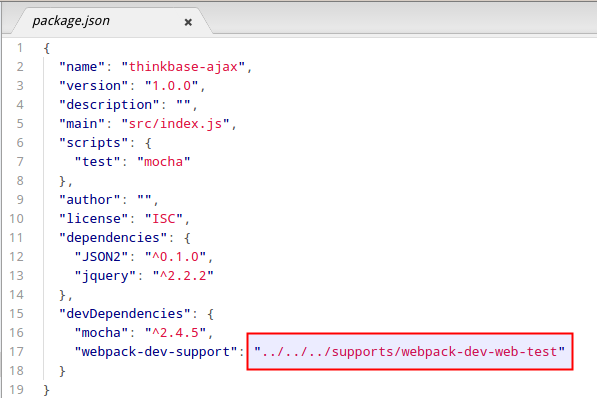 package.json ×
1 {
2 "name": "thinkbase-ajax",
3 "version": "1.0.0",
4 "description": "",
5 "main": "src/index.js",
6 "scripts": {
7 "test": "mocha"
8 },
9 "author": "",
10 "license": "ISC",
11 "dependencies": {
12 "JSON2": "^0.1.0",
13 "jquery": "^2.2.2"
14 },
15 "devDependencies": {
16 "mocha": "^2.4.5",
17 "webpack-dev-support": "../../../supports/webpack-dev-web-test"
18 }
19 }